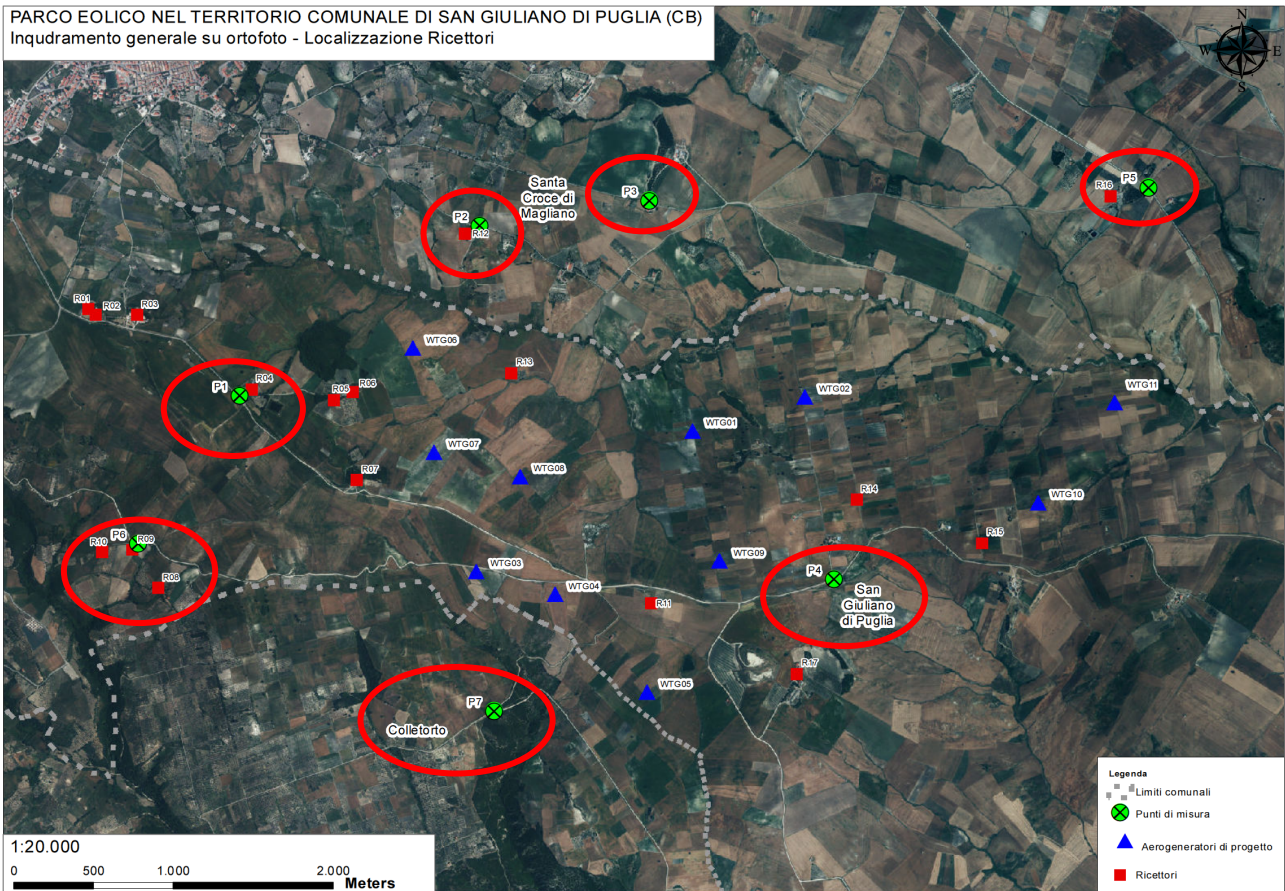 PARCO EOLICO NEL TERRITORIO COMUNALE DI SAN GIULIANO DI PUGLIA (CB)
Inqudramento generale su ortofoto - Localizzazione Ricettori
N
W
E
S
Santa
Croce di
Magliano
P3
P5
R16
P2
R12
R01
R02
R03
WTG06
R13
P1
R04
R05
R06
WTG02
WTG11
WTG01
WTG07
WTG08
R07
R14
WTG10
P6
R09
R10
R15
WTG09
R08
WTG03
WTG04
P4
San
Giuliano
di Puglia
R11
R17
WTG05
P7
Colletorto
Legenda
Limiti comunali
Punti di misura
Aerogeneratori di progetto
Ricettori
1:20.000
0 500 1.000 2.000
Meters